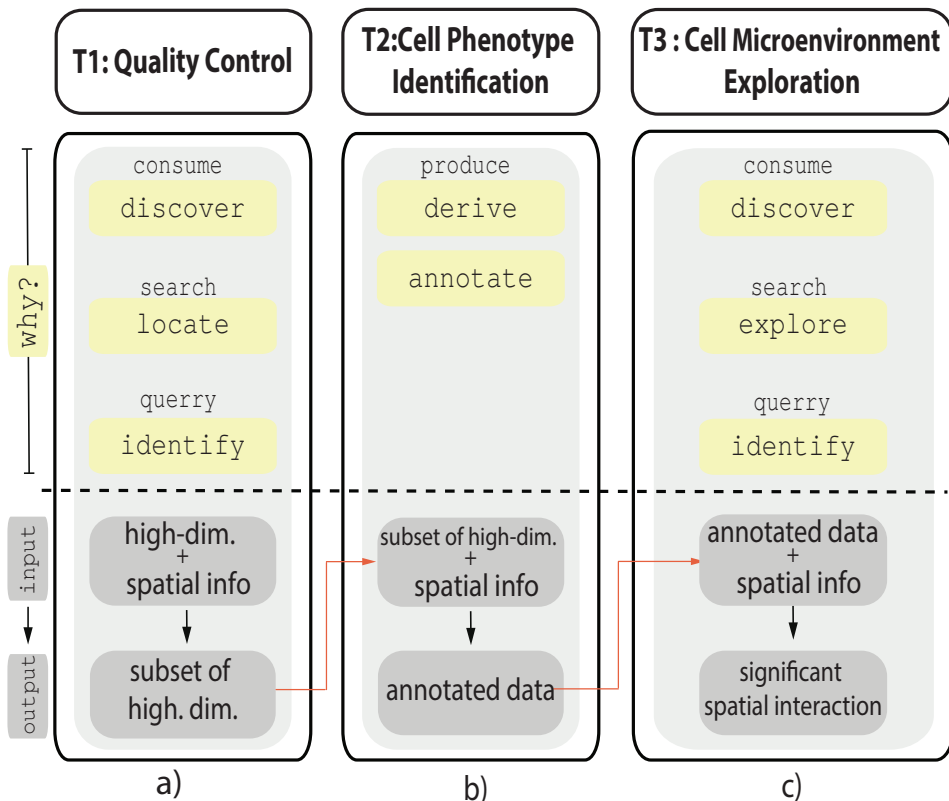 T1: Quality Control
T2:Cell Phenotype
Identification
T3 : Cell Microenvironment
Exploration
why?
consume
discover
search
locate
querry
identify
produce
derive
annotate
consume
discover
search
explore
querry
identify
input
output
high-dim.
+
spatial info
subset of
high. dim.
subset of high-dim.
+
spatial info
annotated data
annotated data
+
spatial info
significant
spatial interaction
a)
b)
c)